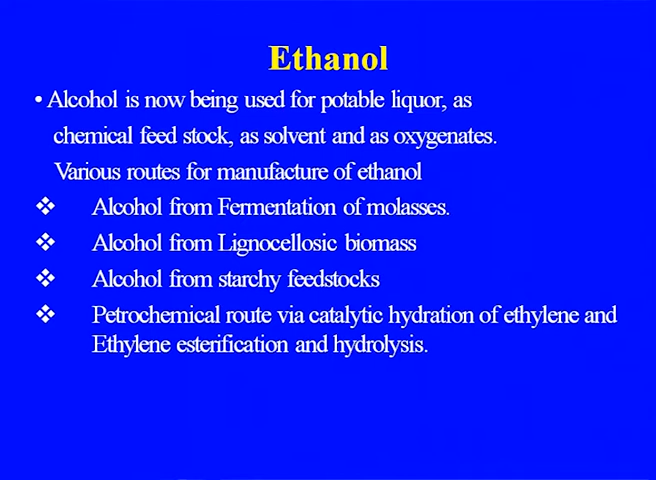 Ethanol
• Alcohol is now being used for potable liquor, as
chemical feed stock, as solvent and as oxygenates.
Various routes for manufacture of ethanol
❖ Alcohol from Fermentation of molasses.
❖ Alcohol from Lignocellosic biomass
❖ Alcohol from starchy feedstocks
❖ Petrochemical route via catalytic hydration of ethylene and
Ethylene esterification and hydrolysis.